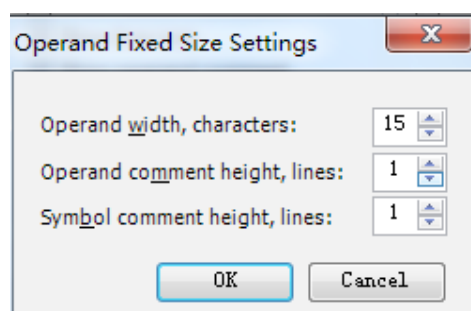 Operand Fixed Size Settings
Operand width, characters: 15
Operand comment height, lines: 1
Symbol comment height, lines: 1
OK Cancel